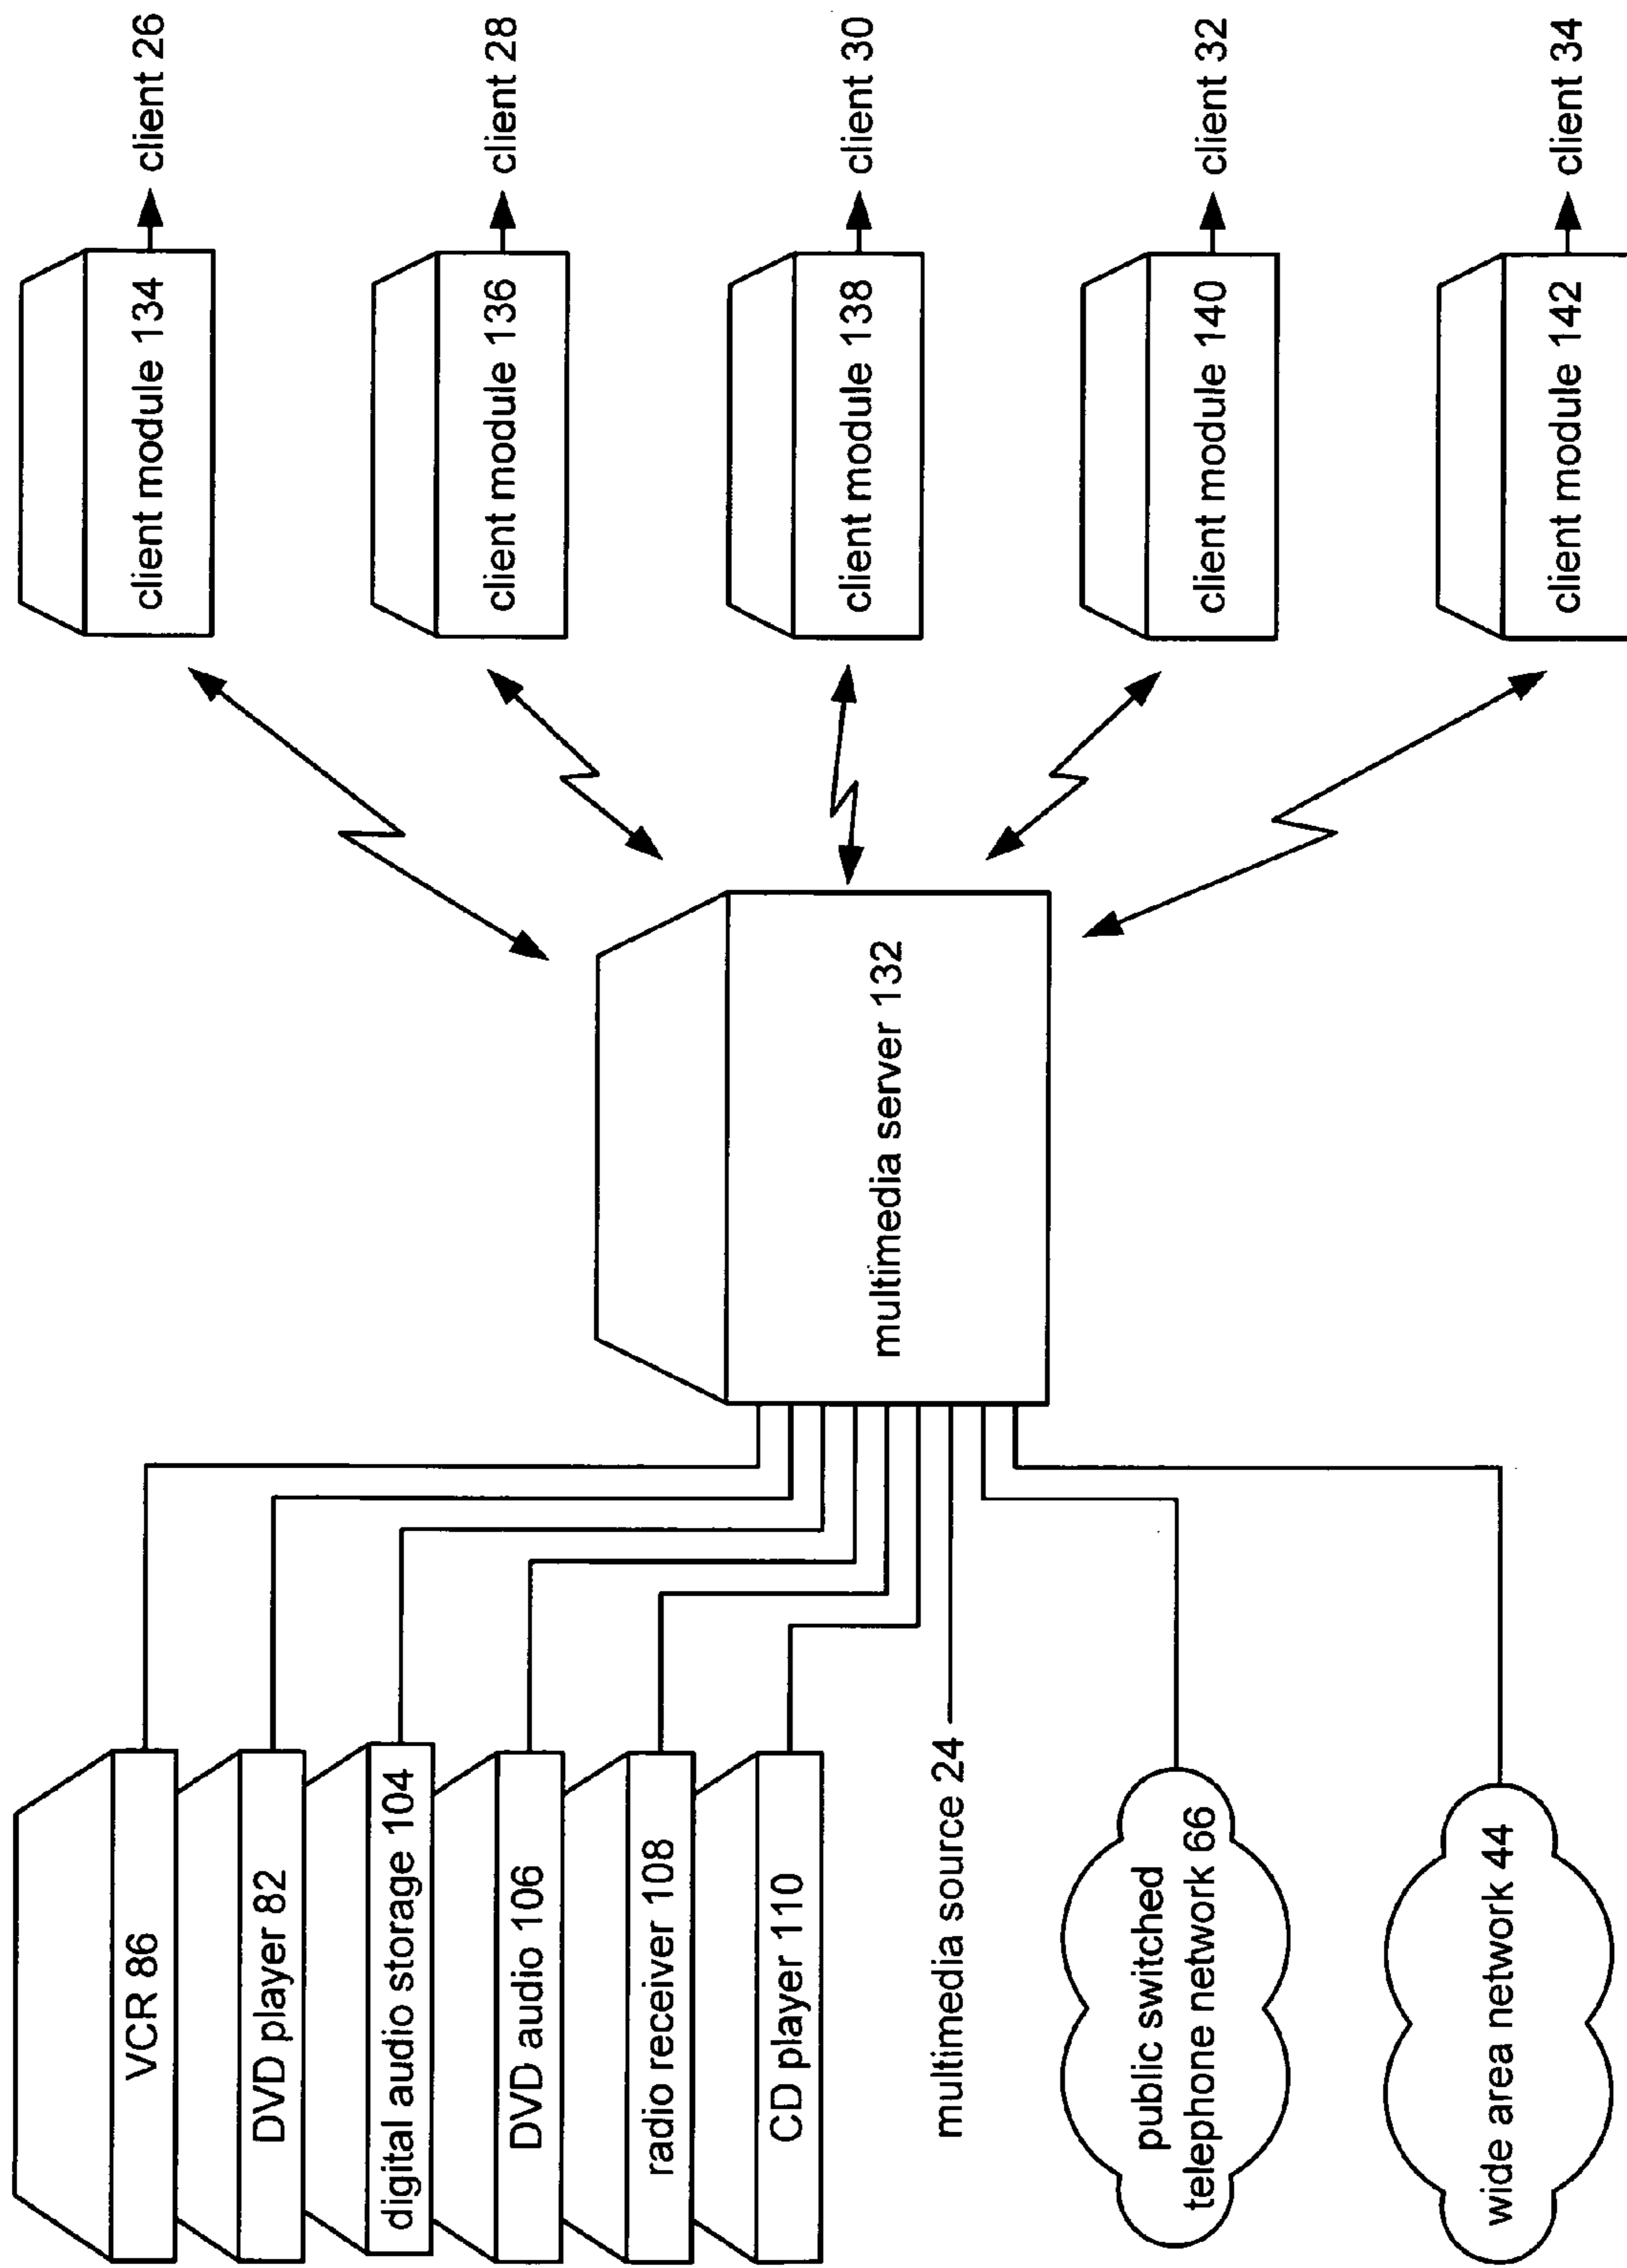 VCR 86
DVD player 82
digital audio storage 104
DVD audio 106
radio receiver 108
CD player 110
multimedia source 24
public switched
telephone network 66
wide area network 44
multimedia server 132
client module 134
client 26
client module 136
client 28
client module 138
client 30
client module 140
client 32
client module 142
client 34